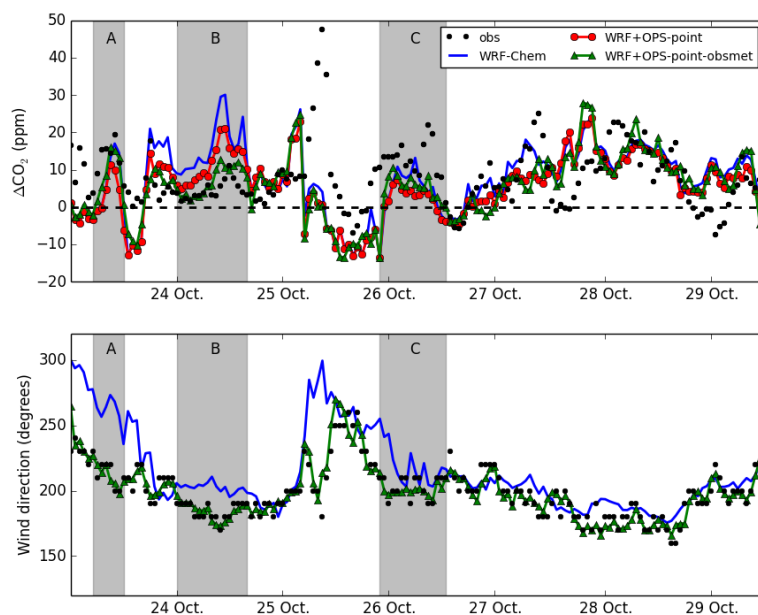 50
40
30
20
10
0
−10
−20
ΔCO2 (ppm)
A
B
C
obs
WRF-Chem
WRF+OPS-point
WRF+OPS-point-obsmet
24 Oct.
25 Oct.
26 Oct.
27 Oct.
28 Oct.
29 Oct.
300
250
200
150
Wind direction (degrees)
A
B
C
24 Oct.
25 Oct.
26 Oct.
27 Oct.
28 Oct.
29 Oct.